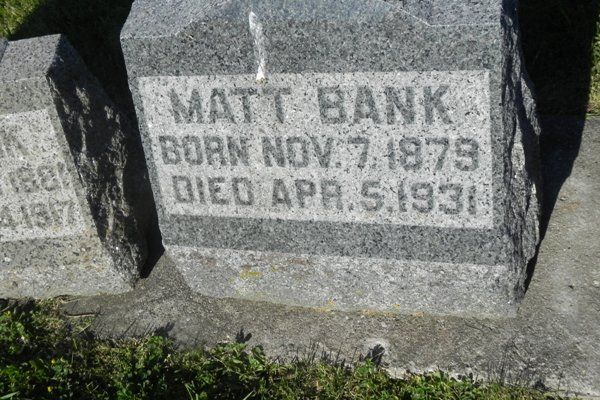 MATT BANK
BORN NOV. 7. 1879
DIED APR. 5. 1931